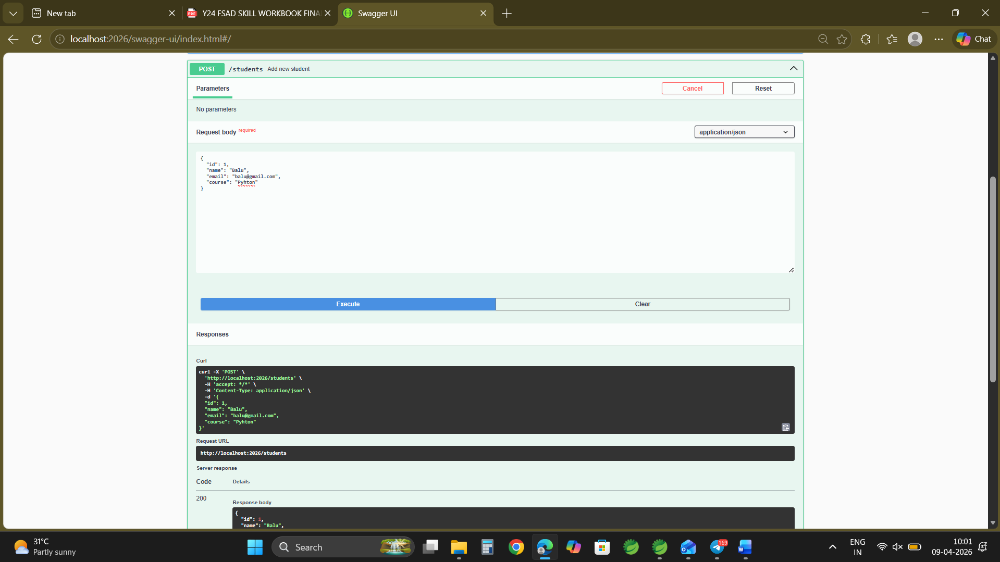 New tab
Y24 FSAD SKILL WORKBOOK FINA
Swagger UI
localhost:2026/swagger-ui/index.html#/
Chat
POST /students Add new student
Parameters
Cancel
Reset
No parameters
Request body required
application/json
{
"id": 1,
"name": "Balu",
"email": "balu@gmail.com",
"course": "Pyhton"
}
Execute
Clear
Responses
Curl
curl -X 'POST' \
'http://localhost:2026/students' \
-H 'accept: */*' \
-H 'Content-Type: application/json' \
-d '{
"id": 1,
"name": "Balu",
"email": "balu@gmail.com",
"course": "Pyhton"
}'
Request URL
http://localhost:2026/students
Server response
Code Details
200
Response body
{
"id": 1,
"name": "Balu",
31°C
Partly sunny
Search
169
ENG
IN
10:01
09-04-2026